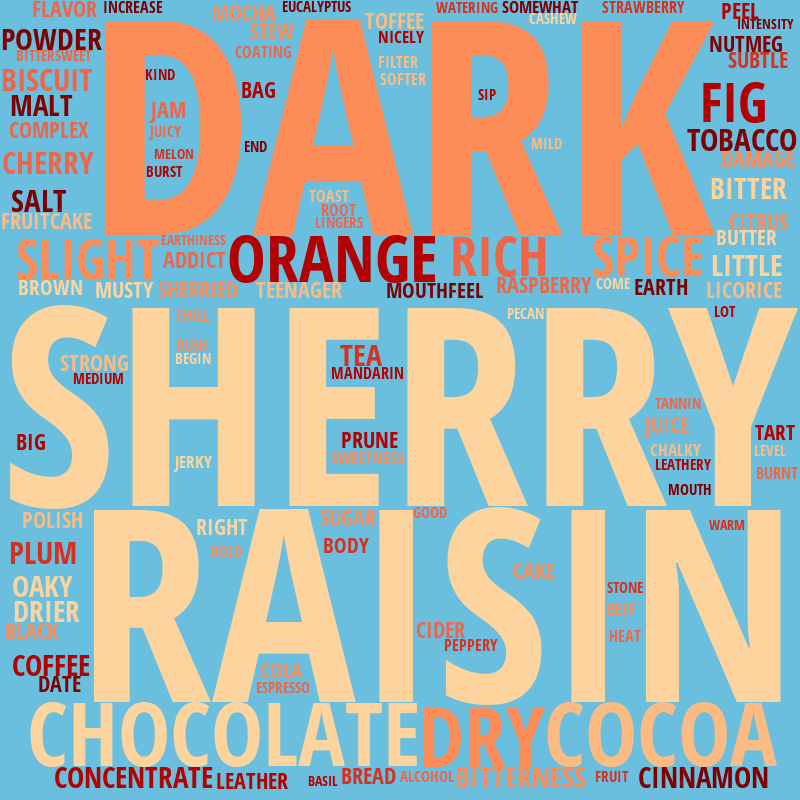 FLAVOR INCREASE MOCHA EUCALYPTUS TOFFEE WATERING SOMEWHAT STRAWBERRY PEEL
CASHEW INTENSITY
STEW NICELY
POWDER NUTMEG
BITTERSWEET COATING FILTER SUBTLE
BISCUIT KIND SOFTER
DARK
BAG SIP FIG
MALT JAM
COMPLEX JUICY TOBACCO
END MILD
CHERRY MELON DAMAGE
BURST
BITTER
SALT TOAST
FRUITCAKE ROOT CITRUS
LINGERS
EARTHINESS BUTTER
SLIGHT ADDICT ORANGE RICH SPICE LITTLE
BROWN MUSTY SHERRIED TEENAGER MOUTHFEEL RASPBERRY COME EARTH LICORICE
CHILL PECAN LOT
RUSH
STRONG BEGIN TEA
MEDIUM MANDARIN
SHERRY
TANNIN
JUICE
BIG PRUNE TART
CHALKY LEVEL
JERKY SWEETNESS LEATHERY
BURNT
MOUTH
POLISH RIGHT SUGAR GOOD
WARM
PLUM HOLD BODY
CAKE
OAKY STONE
RAISIN
DRIER BEEF
BLACK CIDER HEAT
PEPPERY
COFFEE COLA
DATE ESPRESSO
CHOCOLATE DRY COCOA
CONCENTRATE LEATHER BASIL BREAD ALCOHOL BITTERNESS FRUIT CINNAMON